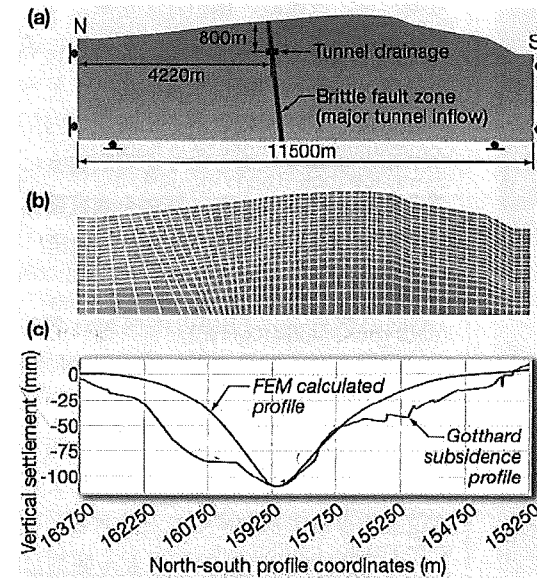 (a)
N
S
800m
Tunnel drainage
4220m
Brittle fault zone
(major tunnel inflow)
11500m
(b)
(c)
Vertical settlement (mm)
0
-25
-50
-75
-100
FEM calculated
profile
Gotthard
subsidence
profile
163750
162250
160750
159250
157750
155250
154750
153250
North-south profile coordinates (m)